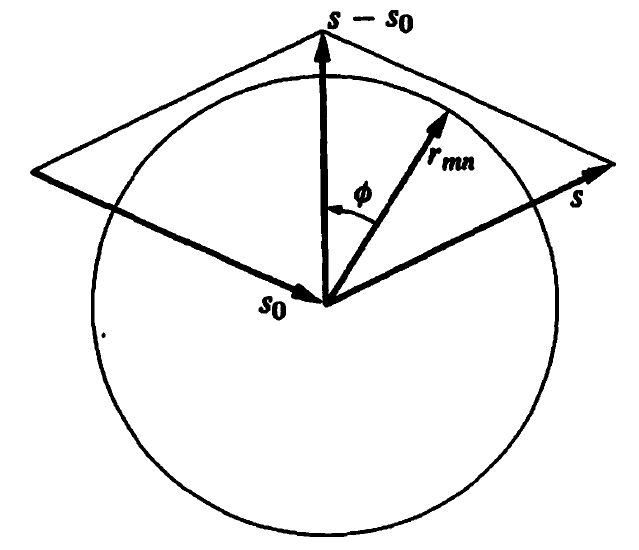 s − s₀
r_mn
ϕ
s
s₀